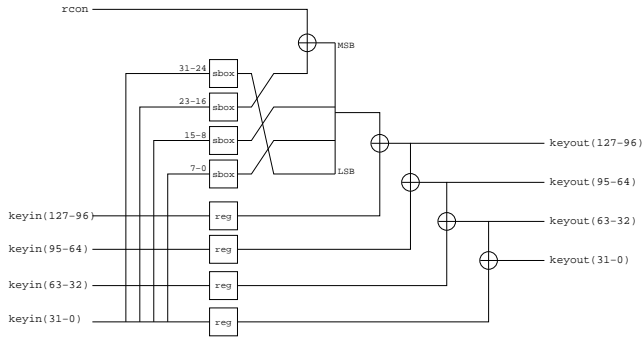 rcon
MSB
31-24
sbox
23-16
sbox
15-8
sbox
keyout(127-96)
7-0
sbox
LSB
keyout(95-64)
keyin(127-96)
reg
keyout(63-32)
keyin(95-64)
reg
keyout(31-0)
keyin(63-32)
reg
keyin(31-0)
reg